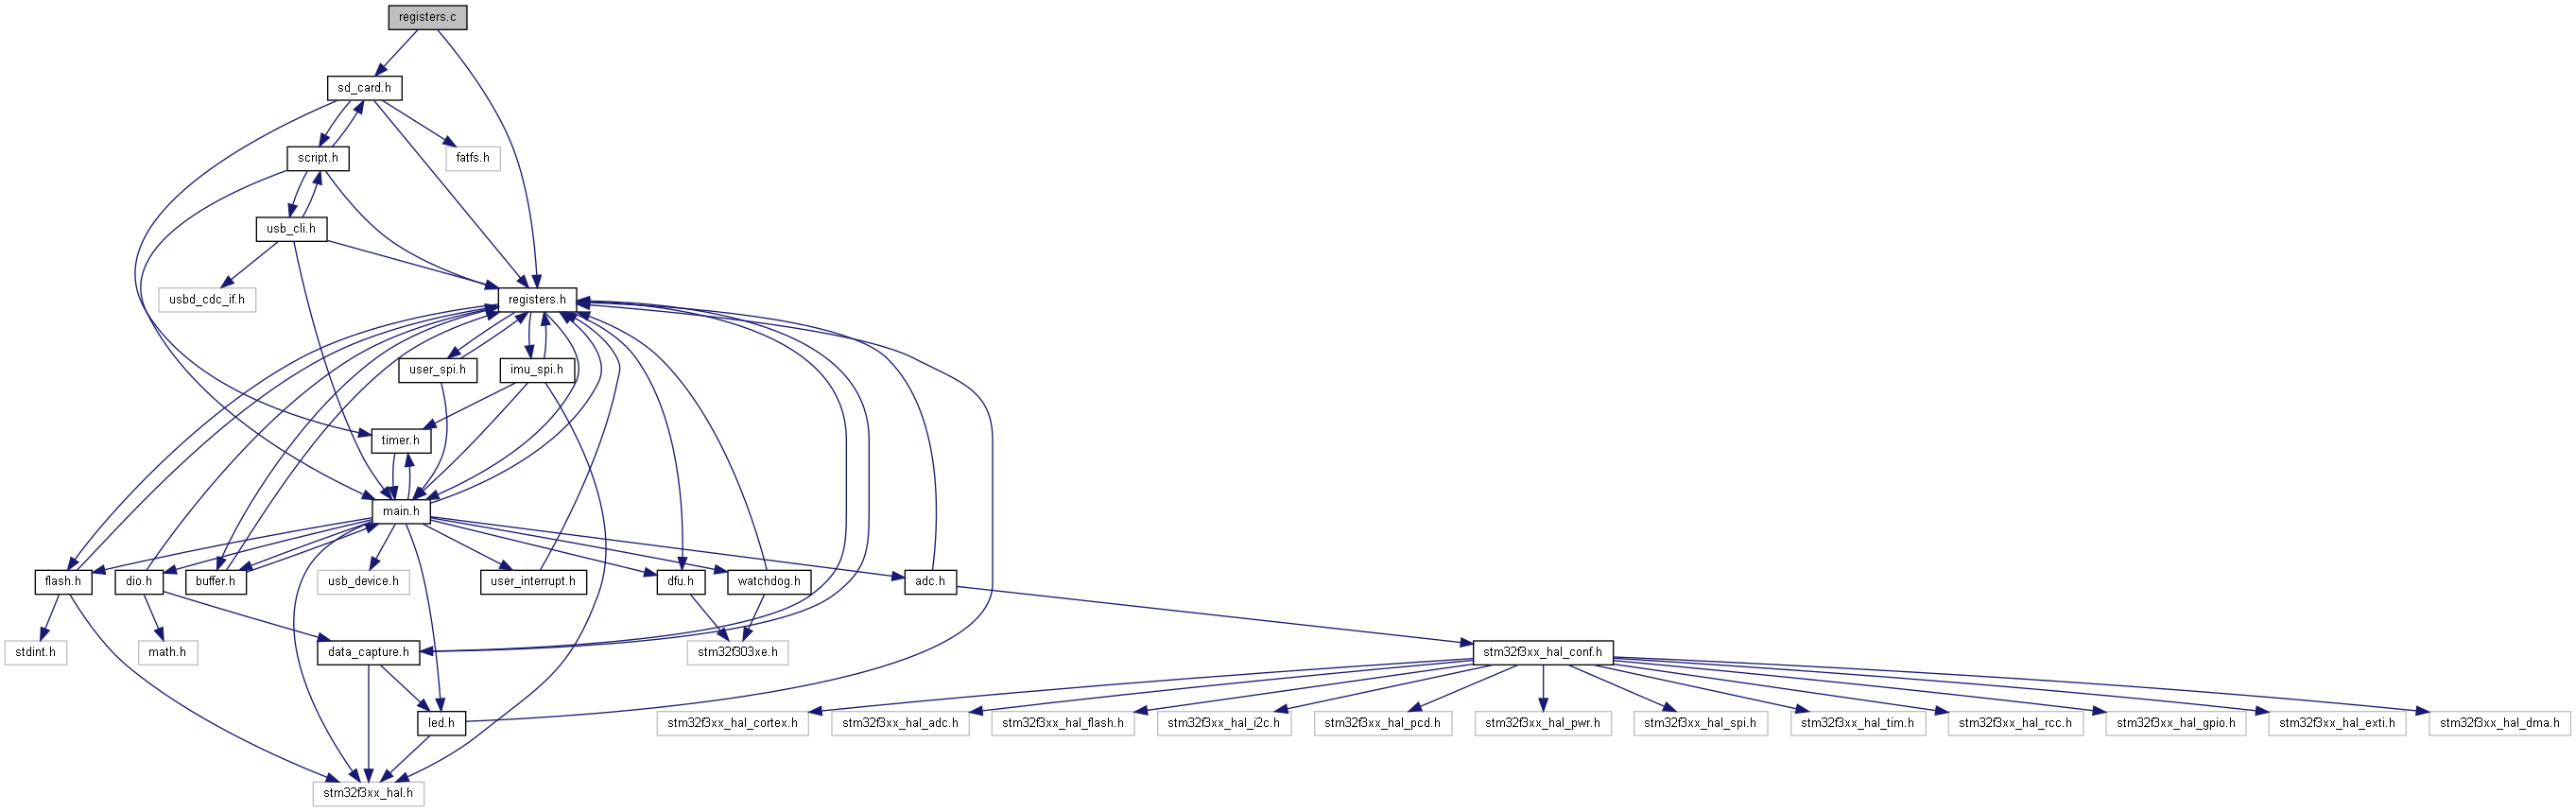 registers.c
sd_card.h
script.h
fatfs.h
usb_cli.h
usbd_cdc_if.h
registers.h
user_spi.h
imu_spi.h
timer.h
main.h
flash.h
dio.h
buffer.h
usb_device.h
user_interrupt.h
dfu.h
watchdog.h
adc.h
stdint.h
math.h
data_capture.h
stm32f303xe.h
stm32f3xx_hal_conf.h
led.h
stm32f3xx_hal_cortex.h
stm32f3xx_hal_adc.h
stm32f3xx_hal_flash.h
stm32f3xx_hal_i2c.h
stm32f3xx_hal_pcd.h
stm32f3xx_hal_pwr.h
stm32f3xx_hal_spi.h
stm32f3xx_hal_tim.h
stm32f3xx_hal_rcc.h
stm32f3xx_hal_gpio.h
stm32f3xx_hal_exti.h
stm32f3xx_hal_dma.h
stm32f3xx_hal.h